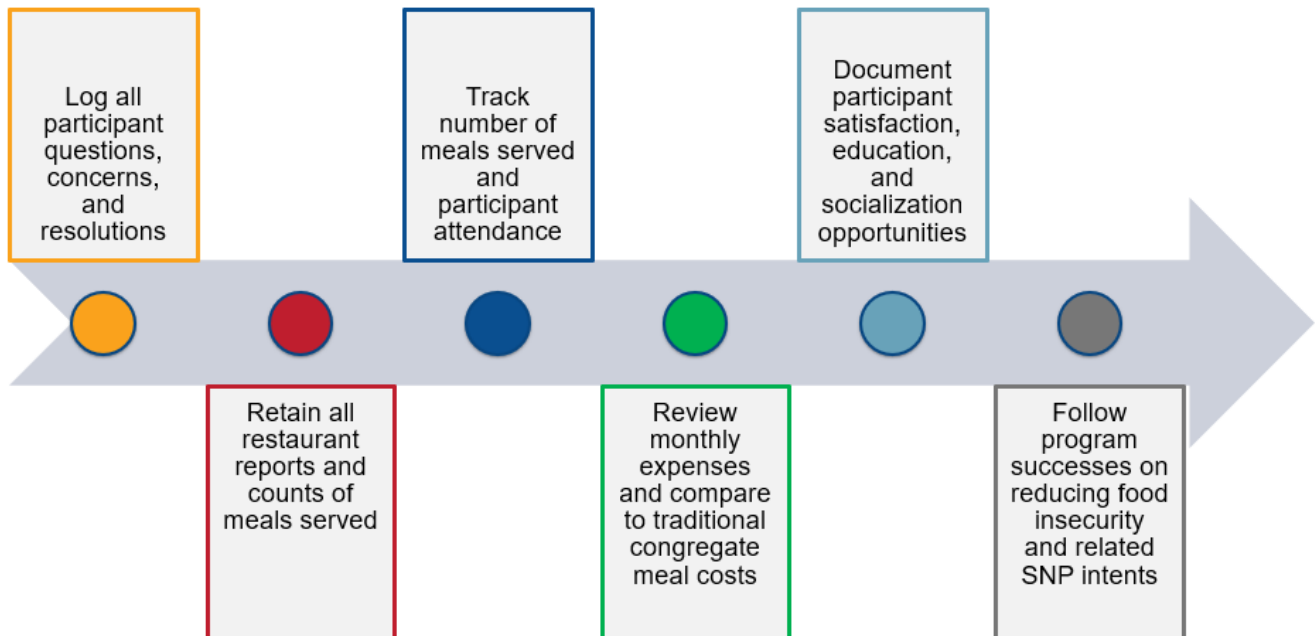 Log all
participant
questions,
concerns,
and
resolutions
Retain all
restaurant
reports and
counts of
meals served
Track
number of
meals served
and
participant
attendance
Review
monthly
expenses
and compare
to traditional
congregate
meal costs
Document
participant
satisfaction,
education,
and
socialization
opportunities
Follow
program
successes on
reducing food
insecurity
and related
SNP intents